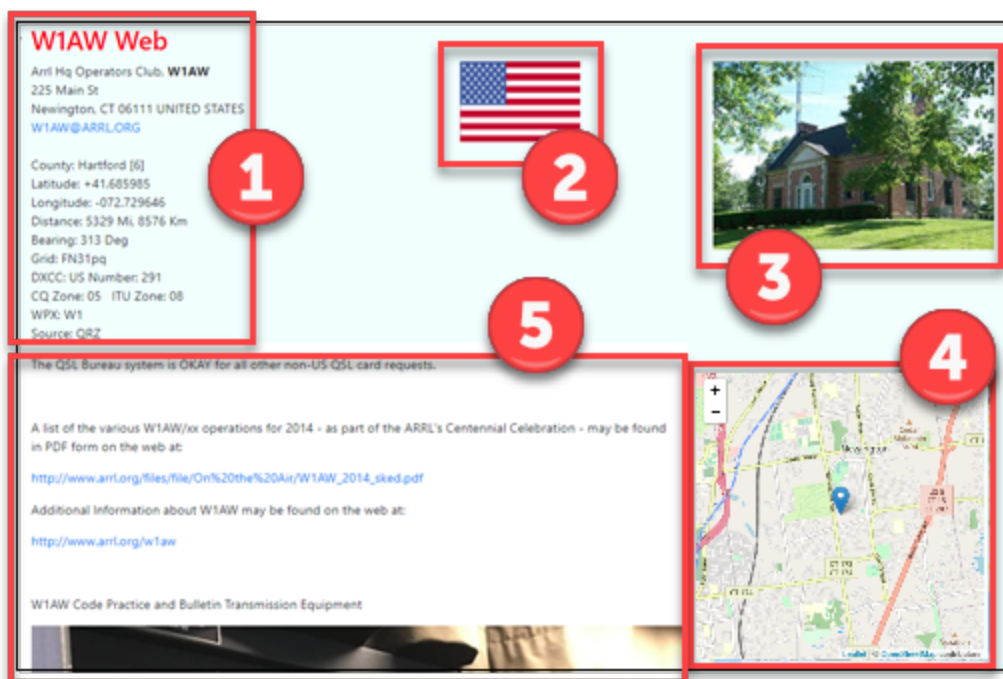 W1AW Web
Arrl Hq Operators Club, W1AW
225 Main St
Newington, CT 06111 UNITED STATES
W1AW@ARRL.ORG
County: Hartford [6]
Latitude: +41.685985
Longitude: -072.729646
Distance: 5329 Mi, 8576 Km
Bearing: 313 Deg
Grid: FN31pq
DXCC: US Number: 291
CQ Zone: 05 ITU Zone: 08
WPX: W1
Source: QRZ
1
2
3
5
4
The QSL Bureau system is OKAY for all other non-US QSL card requests.
A list of the various W1AW/xx operations for 2014 - as part of the ARRL's Centennial Celebration - may be found
in PDF form on the web at:
http://www.arrl.org/files/file/On%20the%20Air/W1AW_2014_sked.pdf
Additional Information about W1AW may be found on the web at:
http://www.arrl.org/w1aw
W1AW Code Practice and Bulletin Transmission Equipment
+
−
Newington
Leaflet | © OpenStreetMap contributors